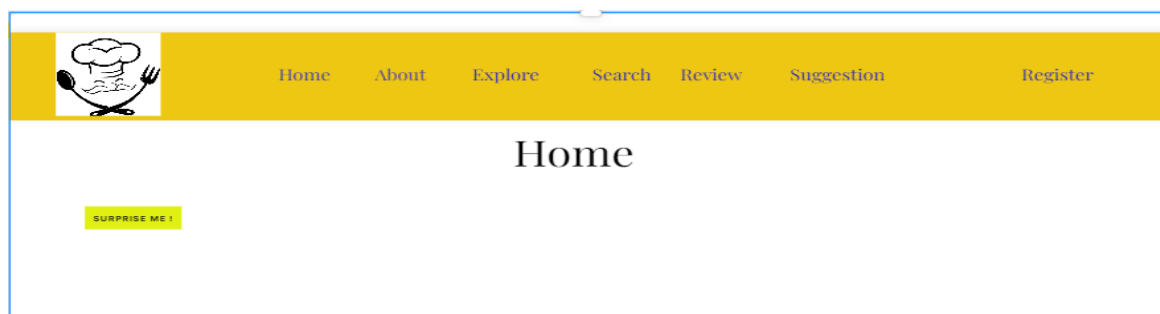 Home About Explore Search Review Suggestion Register
Home
SURPRISE ME !